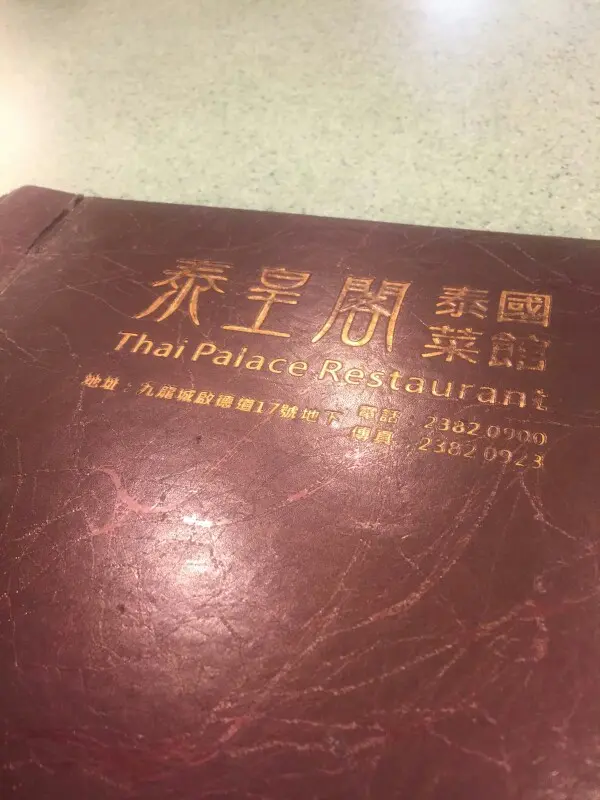 泰皇閣 泰國菜館
Thai Palace Restaurant
地址：九龍城啟德道17號地下 電話：2382 0900
傳真：2382 0923